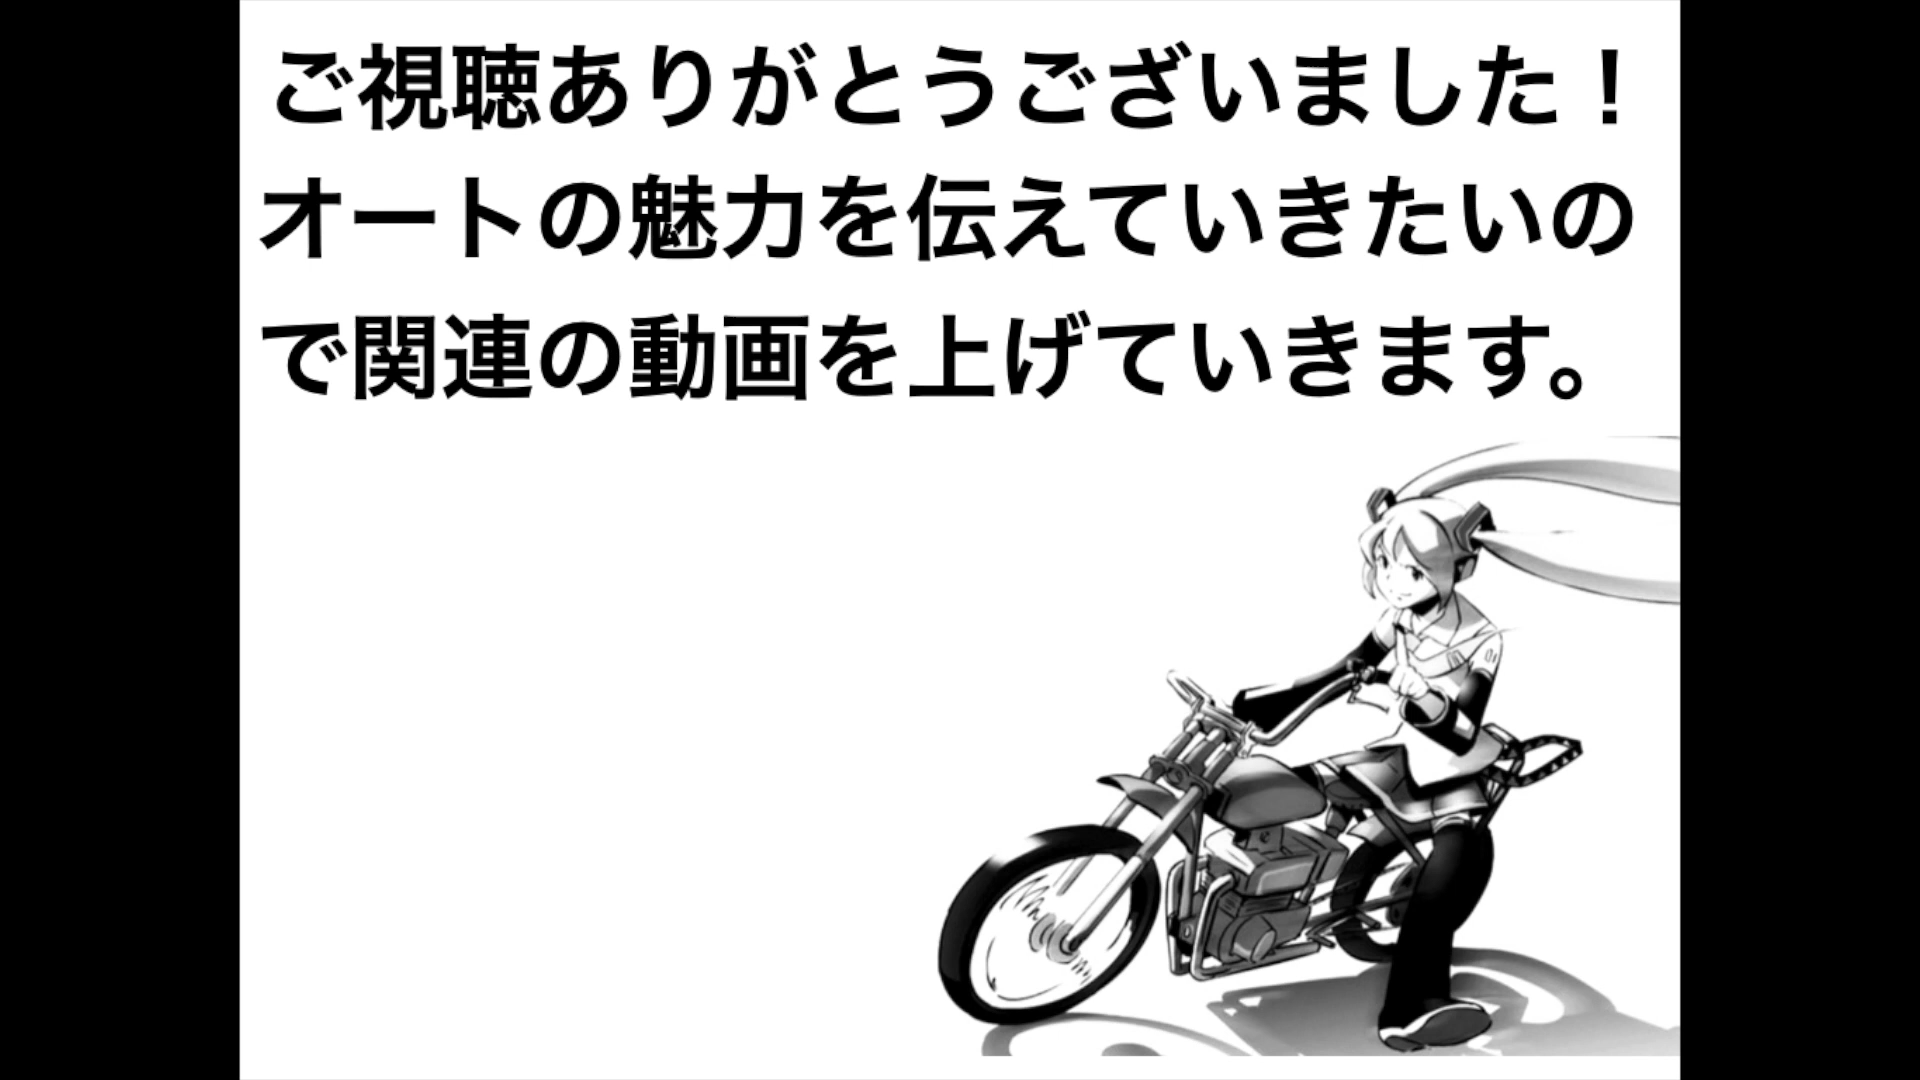 ご視聴ありがとうございました！
オートの魅力を伝えていきたいの
で関連の動画を上げていきます。
01